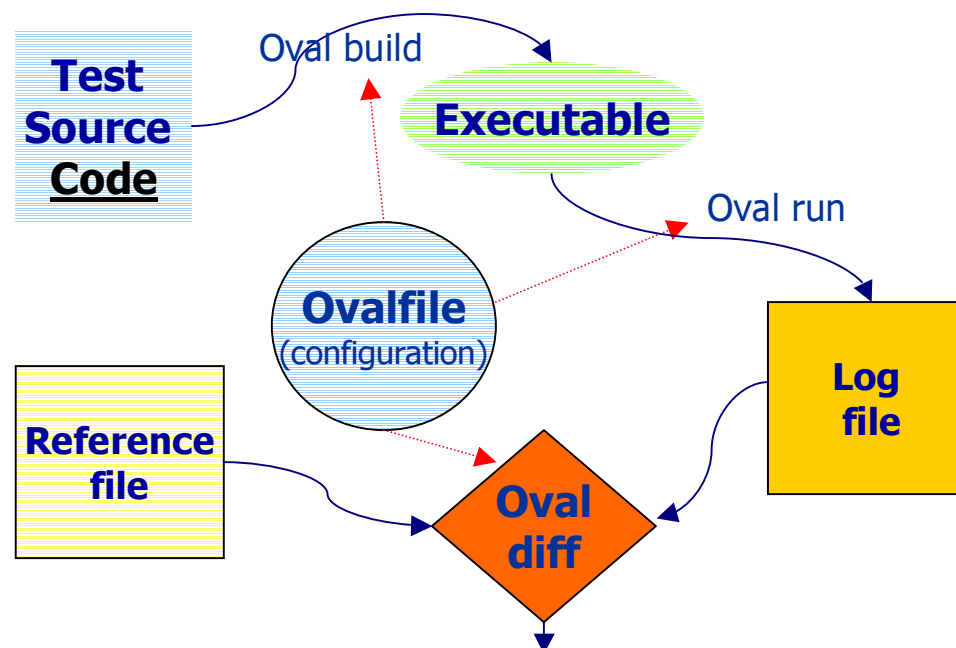 Test
Source
Code
Oval build
Executable
Oval run
Ovalfile
(configuration)
Reference
file
Log
file
Oval
diff